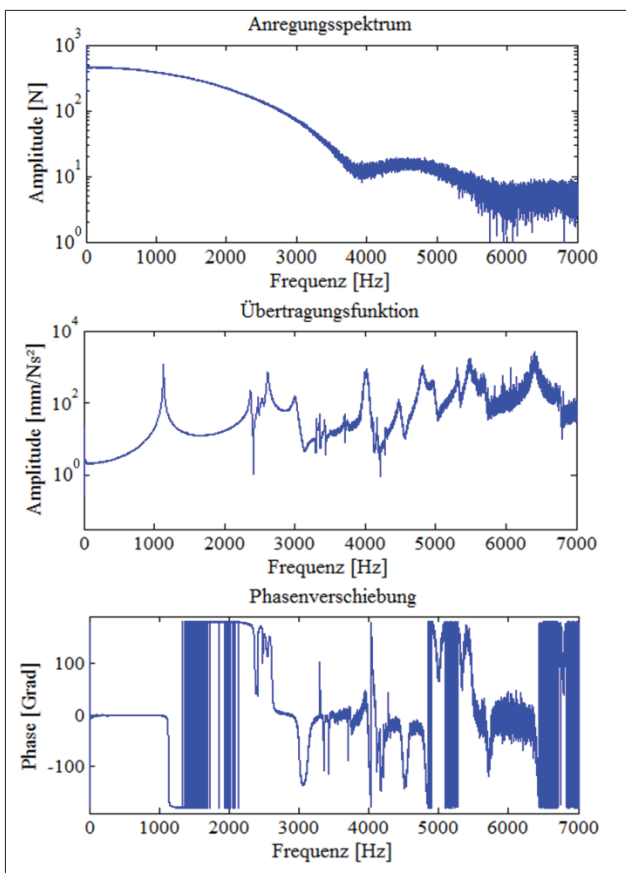 Anregungsspektrum
10³
10²
10¹
10⁰
Amplitude [N]
0 1000 2000 3000 4000 5000 6000 7000
Frequenz [Hz]
Übertragungsfunktion
10⁴
10²
10⁰
Amplitude [mm/Ns²]
0 1000 2000 3000 4000 5000 6000 7000
Frequenz [Hz]
Phasenverschiebung
100
0
-100
Phase [Grad]
0 1000 2000 3000 4000 5000 6000 7000
Frequenz [Hz]